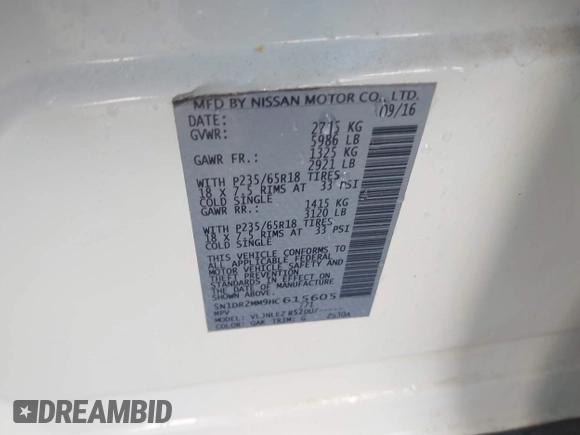 MFD BY NISSAN MOTOR CO., LTD.
DATE: 09/16
GVWR: 2715 KG
5986 LB
GAWR FR.: 1325 KG
2921 LB
WITH P235/65R18 TIRES
18 X 7.5 RIMS AT 33 PSI
COLD SINGLE
GAWR RR.: 1415 KG
3120 LB
WITH P235/65R18 TIRES
18 X 7.5 RIMS AT 33 PSI
COLD SINGLE
THIS VEHICLE CONFORMS TO
ALL APPLICABLE FEDERAL
MOTOR VEHICLE SAFETY AND
THEFT PREVENTION
STANDARDS IN EFFECT ON
THE DATE OF MANUFACTURE
SHOWN ABOVE.
5N1DR2MM9HC615605
MPV
MODEL:
COLOR: QAK TRIM: G
DREAMBID